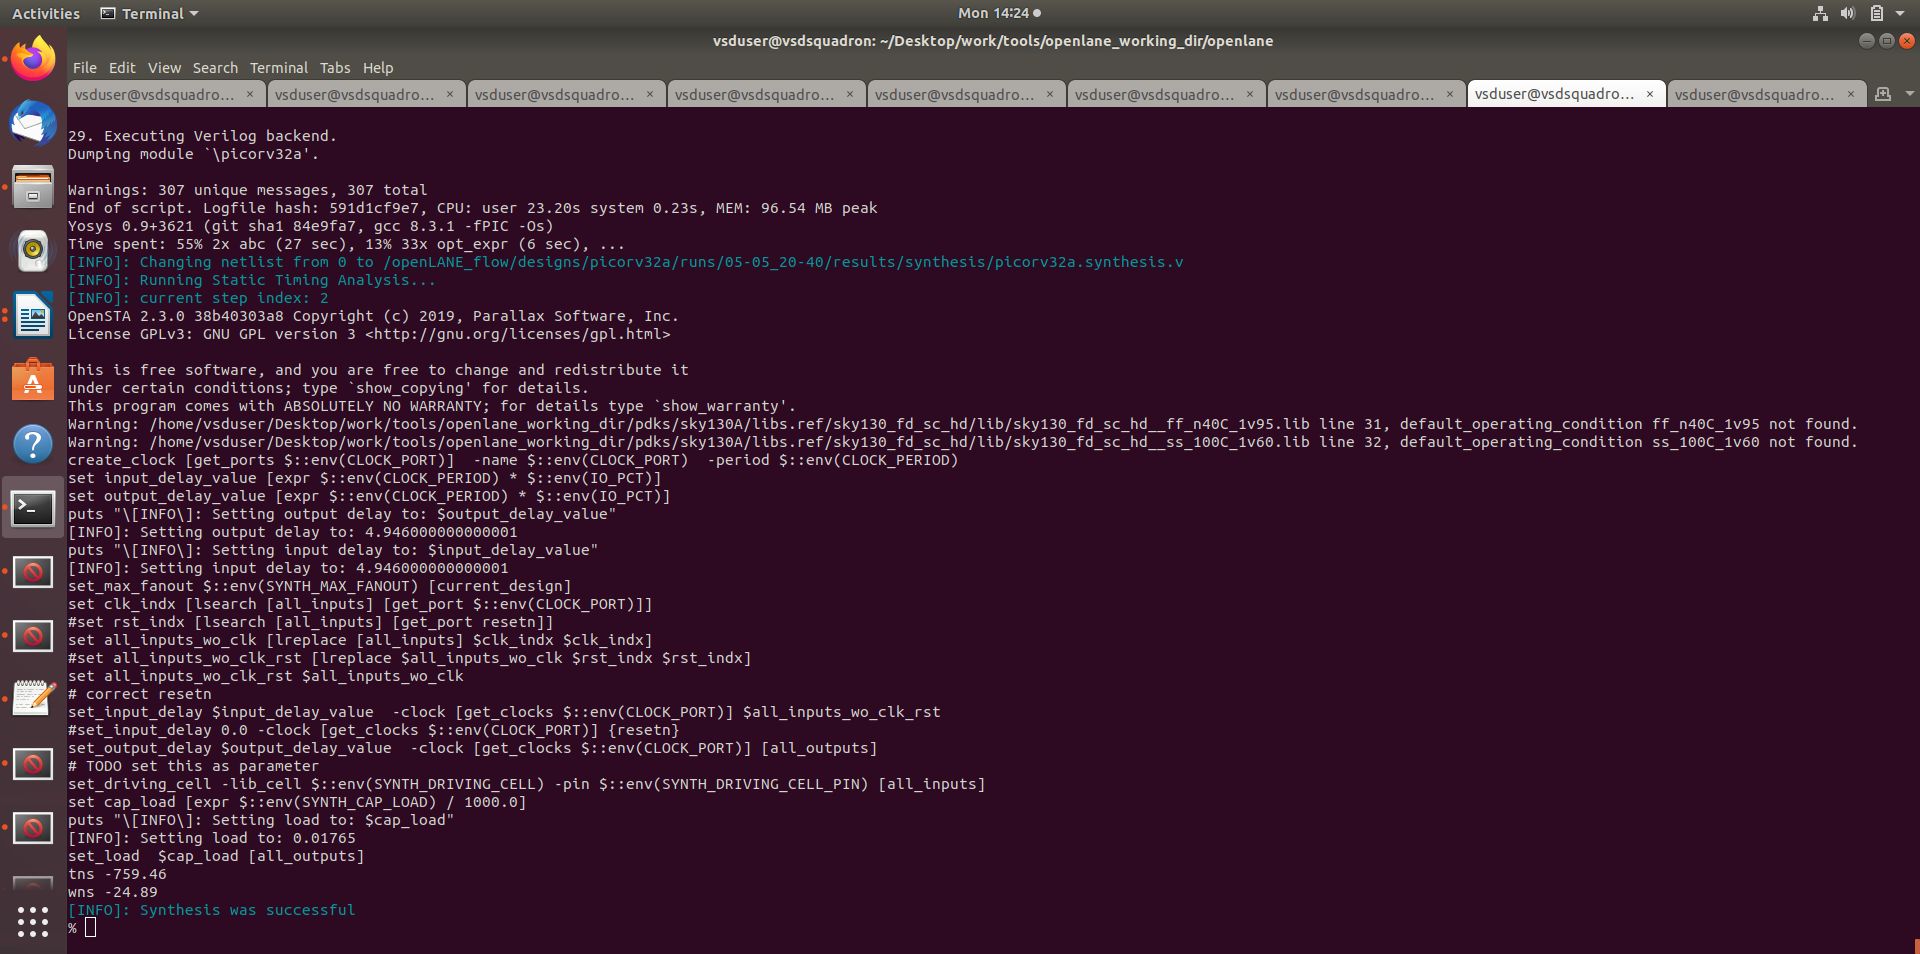 Activities
Terminal
Mon 14:24
vsduser@vsdsquadron: ~/Desktop/work/tools/openlane_working_dir/openlane
File Edit View Search Terminal Tabs Help
vsduser@vsdsquadro... × vsduser@vsdsquadro... × vsduser@vsdsquadro... × vsduser@vsdsquadro... × vsduser@vsdsquadro... × vsduser@vsdsquadro... × vsduser@vsdsquadro... × vsduser@vsdsquadro... × vsduser@vsdsquadro... ×
29. Executing Verilog backend.
Dumping module `\picorv32a'.
Warnings: 307 unique messages, 307 total
End of script. Logfile hash: 591d1cf9e7, CPU: user 23.20s system 0.23s, MEM: 96.54 MB peak
Yosys 0.9+3621 (git sha1 84e9fa7, gcc 8.3.1 -fPIC -Os)
Time spent: 55% 2x abc (27 sec), 13% 33x opt_expr (6 sec), ...
[INFO]: Changing netlist from 0 to /openLANE_flow/designs/picorv32a/runs/05-05_20-40/results/synthesis/picorv32a.synthesis.v
[INFO]: Running Static Timing Analysis...
[INFO]: current step index: 2
OpenSTA 2.3.0 38b40303a8 Copyright (c) 2019, Parallax Software, Inc.
License GPLv3: GNU GPL version 3 <http://gnu.org/licenses/gpl.html>
This is free software, and you are free to change and redistribute it
under certain conditions; type `show_copying' for details.
This program comes with ABSOLUTELY NO WARRANTY; for details type `show_warranty'.
Warning: /home/vsduser/Desktop/work/tools/openlane_working_dir/pdks/sky130A/libs.ref/sky130_fd_sc_hd/lib/sky130_fd_sc_hd__ff_n40C_1v95.lib line 31, default_operating_condition ff_n40C_1v95 not found.
Warning: /home/vsduser/Desktop/work/tools/openlane_working_dir/pdks/sky130A/libs.ref/sky130_fd_sc_hd/lib/sky130_fd_sc_hd__ss_100C_1v60.lib line 32, default_operating_condition ss_100C_1v60 not found.
create_clock [get_ports $::env(CLOCK_PORT)]  -name $::env(CLOCK_PORT)  -period $::env(CLOCK_PERIOD)
set input_delay_value [expr $::env(CLOCK_PERIOD) * $::env(IO_PCT)]
set output_delay_value [expr $::env(CLOCK_PERIOD) * $::env(IO_PCT)]
puts "\[INFO\]: Setting output delay to: $output_delay_value"
[INFO]: Setting output delay to: 4.946000000000001
puts "\[INFO\]: Setting input delay to: $input_delay_value"
[INFO]: Setting input delay to: 4.946000000000001
set_max_fanout $::env(SYNTH_MAX_FANOUT) [current_design]
set clk_indx [lsearch [all_inputs] [get_port $::env(CLOCK_PORT)]]
#set rst_indx [lsearch [all_inputs] [get_port resetn]]
set all_inputs_wo_clk [lreplace [all_inputs] $clk_indx $clk_indx]
#set all_inputs_wo_clk_rst [lreplace $all_inputs_wo_clk $rst_indx $rst_indx]
set all_inputs_wo_clk_rst $all_inputs_wo_clk
# correct resetn
set_input_delay $input_delay_value  -clock [get_clocks $::env(CLOCK_PORT)] $all_inputs_wo_clk_rst
#set_input_delay 0.0 -clock [get_clocks $::env(CLOCK_PORT)] {resetn}
set_output_delay $output_delay_value  -clock [get_clocks $::env(CLOCK_PORT)] [all_outputs]
# TODO set this as parameter
set_driving_cell -lib_cell $::env(SYNTH_DRIVING_CELL) -pin $::env(SYNTH_DRIVING_CELL_PIN) [all_inputs]
set cap_load [expr $::env(SYNTH_CAP_LOAD) / 1000.0]
puts "\[INFO\]: Setting load to: $cap_load"
[INFO]: Setting load to: 0.01765
set_load  $cap_load [all_outputs]
tns -759.46
wns -24.89
[INFO]: Synthesis was successful
%